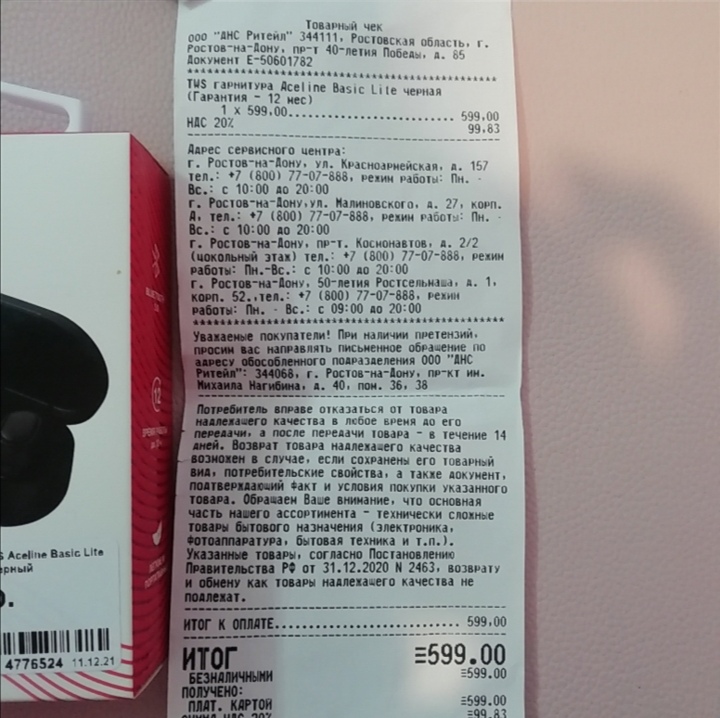 Товарный чек
ООО "ДНС Ритейл" 344111, Ростовская область, г.
Ростов-на-Дону, пр-т 40-летия Победы, д. 85
Документ Е-50601782
************************************************
TWS гарнитура Aceline Basic Lite черная
(Гарантия - 12 мес)
1 x 599,00........................ 599,00
НДС 20% 99,83
------------------------------------------------
Адрес сервисного центра:
г. Ростов-на-Дону, ул. Красноармейская, д. 157
тел.: +7 (800) 77-07-888, режим работы: Пн. -
Вс.: с 10:00 до 20:00
г. Ростов-на-Дону,ул. Малиновского, д. 27, корп.
А, тел.: +7 (800) 77-07-888, режим работы: Пн. -
Вс.: с 10:00 до 20:00
г. Ростов-на-Дону, пр-т. Космонавтов, д. 2/2
(цокольный этаж) тел.: +7 (800) 77-07-888, режим
работы: Пн.-Вс.: с 10:00 до 20:00
г. Ростов-на-Дону, 50-летия Ростсельмаша, д. 1,
корп. 52.,тел.: +7 (800) 77-07-888, режим
работы: Пн. - Вс.: с 09:00 до 20:00
************************************************
Уважаемые покупатели! При наличии претензий,
просим вас направлять письменное обращение по
адресу обособленного подразделения ООО "ДНС
Ритейл": 344068, г. Ростов-на-Дону, пр-кт им.
Михаила Нагибина, д. 40, пом. 36, 38
------------------------------------------------
Потребитель вправе отказаться от товара
надлежащего качества в любое время до его
передачи, а после передачи товара - в течение 14
дней. Возврат товара надлежащего качества
возможен в случае, если сохранены его товарный
вид, потребительские свойства, а также документ,
подтверждающий факт и условия покупки указанного
товара. Обращаем Ваше внимание, что основная
часть нашего ассортимента - технически сложные
товары бытового назначения (электроника,
фотоаппаратура, бытовая техника и т.п.).
Указанные товары, согласно Постановлению
Правительства РФ от 31.12.2020 N 2463, возврату
и обмену как товары надлежащего качества не
подлежат.
------------------------------------------------
ИТОГ К ОПЛАТЕ............................ 599,00
------------------------------------------------
ИТОГ ≡599.00
БЕЗНАЛИЧНЫМИ ≡599.00
ПОЛУЧЕНО:
ПЛАТ. КАРТОЙ ≡599.00
СУММА НДС 20% ≡99.83
12
S Aceline Basic Lite
ерный
4776524 11.12.21